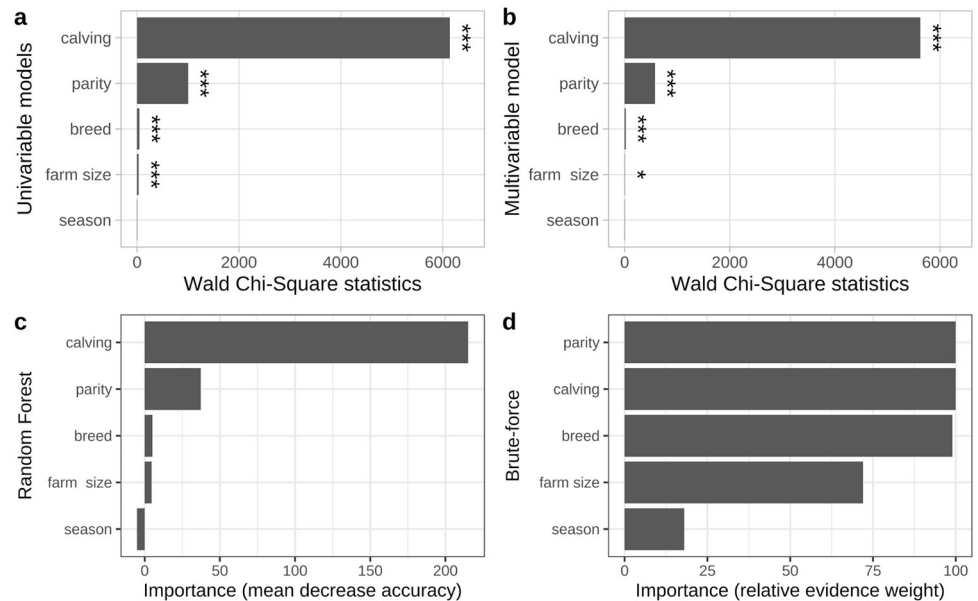 a
Univariable models
calving ***
parity ***
breed ***
farm size ***
season
0 2000 4000 6000
Wald Chi-Square statistics
b
Multivariable model
calving ***
parity ***
breed ***
farm size *
season
0 2000 4000 6000
Wald Chi-Square statistics
c
Random Forest
calving
parity
breed
farm size
season
0 50 100 150 200
Importance (mean decrease accuracy)
d
Brute-force
parity
calving
breed
farm size
season
0 25 50 75 100
Importance (relative evidence weight)